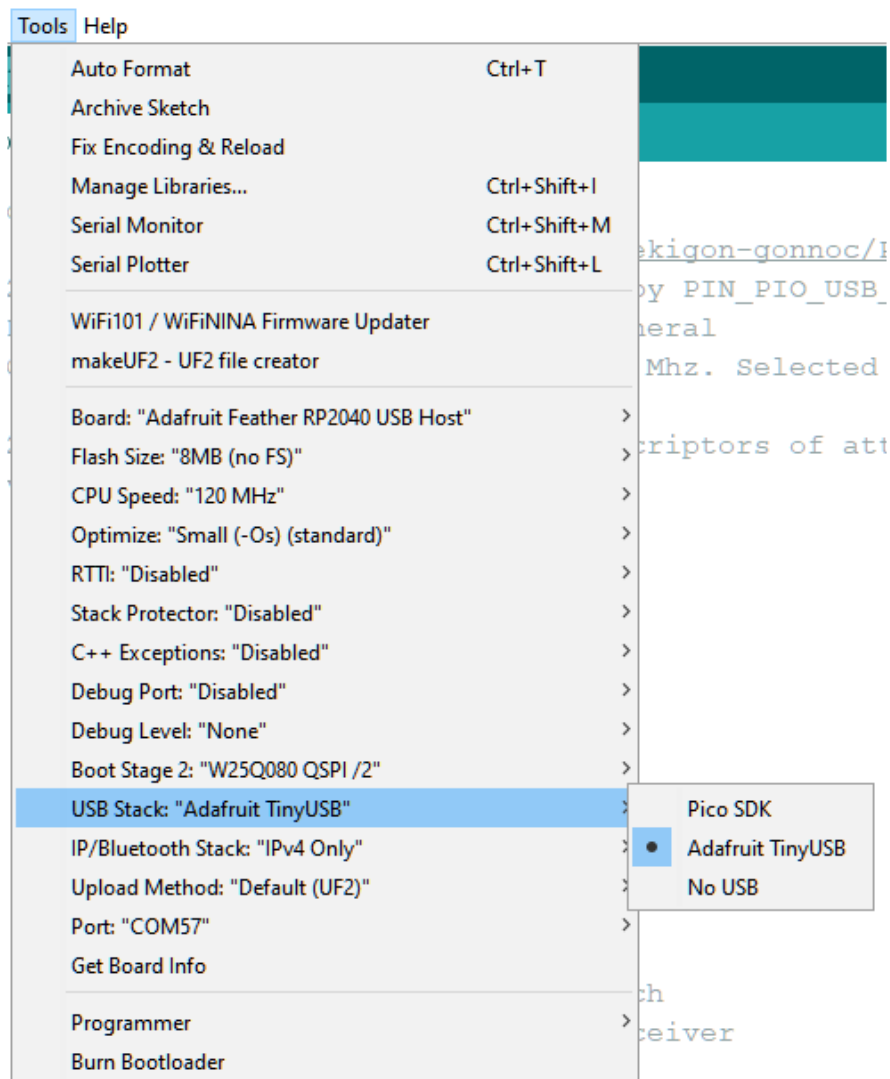 Tools Help
Auto Format Ctrl+T
Archive Sketch
Fix Encoding & Reload
Manage Libraries... Ctrl+Shift+I
Serial Monitor Ctrl+Shift+M
Serial Plotter Ctrl+Shift+L
ekigon-gonnoc/
WiFi101 / WiFiNINA Firmware Updater
by PIN_PIO_USB_
neral
makeUF2 - UF2 file creator
Mhz. Selected
Board: "Adafruit Feather RP2040 USB Host"
Flash Size: "8MB (no FS)"
criptors of att
CPU Speed: "120 MHz"
Optimize: "Small (-Os) (standard)"
RTTI: "Disabled"
Stack Protector: "Disabled"
C++ Exceptions: "Disabled"
Debug Port: "Disabled"
Debug Level: "None"
Boot Stage 2: "W25Q080 QSPI /2"
USB Stack: "Adafruit TinyUSB"
Pico SDK
Adafruit TinyUSB
No USB
IP/Bluetooth Stack: "IPv4 Only"
Upload Method: "Default (UF2)"
Port: "COM57"
Get Board Info
ch
Programmer
ceiver
Burn Bootloader